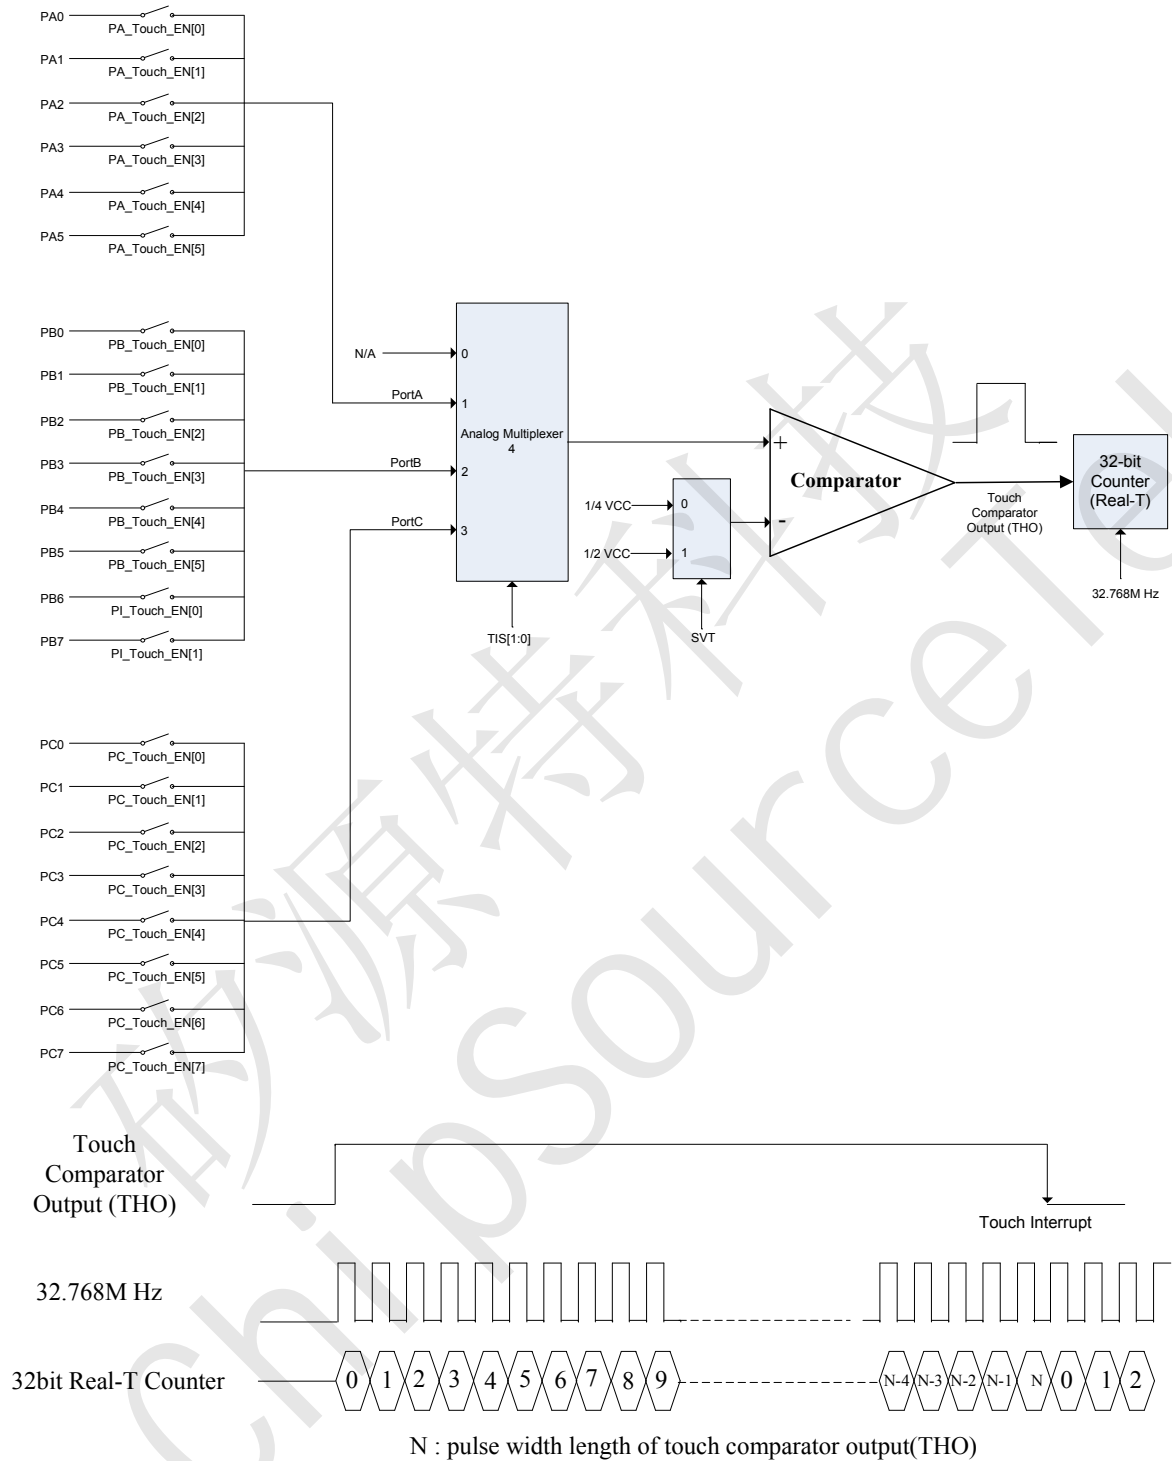 PA0
PA_Touch_EN[0]
PA1
PA_Touch_EN[1]
PA2
PA_Touch_EN[2]
PA3
PA_Touch_EN[3]
PA4
PA_Touch_EN[4]
PA5
PA_Touch_EN[5]
PB0
PB_Touch_EN[0]
PB1
PB_Touch_EN[1]
PB2
PB_Touch_EN[2]
PB3
PB_Touch_EN[3]
PB4
PB_Touch_EN[4]
PB5
PB_Touch_EN[5]
PB6
PI_Touch_EN[0]
PB7
PI_Touch_EN[1]
PC0
PC_Touch_EN[0]
PC1
PC_Touch_EN[1]
PC2
PC_Touch_EN[2]
PC3
PC_Touch_EN[3]
PC4
PC_Touch_EN[4]
PC5
PC_Touch_EN[5]
PC6
PC_Touch_EN[6]
PC7
PC_Touch_EN[7]
N/A
0
PortA
1
Analog Multiplexer
4
PortB
2
PortC
3
TIS[1:0]
1/4 VCC
0
1/2 VCC
1
SVT
+
Comparator
-
Touch
Comparator
Output (THO)
32-bit
Counter
(Real-T)
32.768M Hz
矽源特科技
ChipSourceTek
Touch
Comparator
Output (THO)
Touch Interrupt
32.768M Hz
32bit Real-T Counter
0 1 2 3 4 5 6 7 8 9 N-4 N-3 N-2 N-1 N 0 1 2
N : pulse width length of touch comparator output(THO)